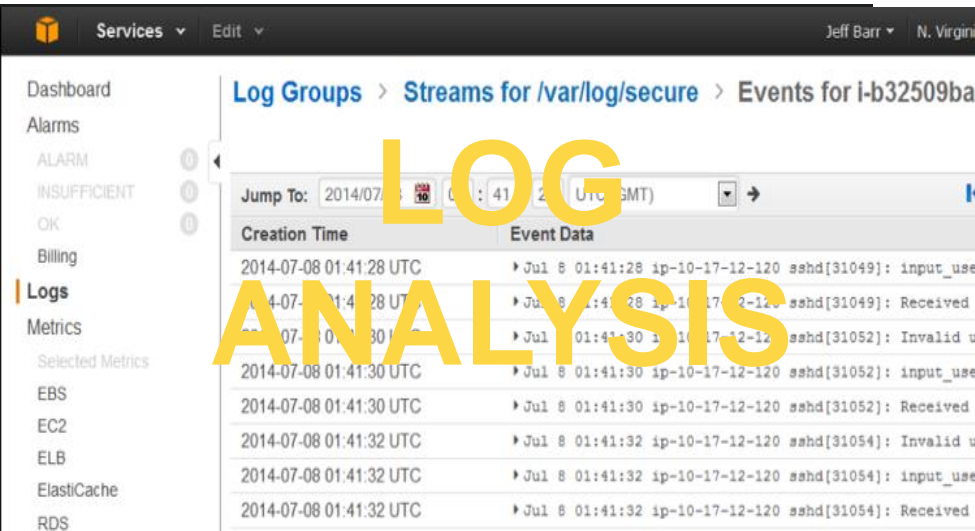 Services Edit Jeff Barr N. Virgini
Dashboard
Log Groups > Streams for /var/log/secure > Events for i-b32509ba
Alarms
ALARM 0
LOG
INSUFFICIENT 0
Jump To: 2014/07/ : 41 UTC GMT)
OK 0
Creation Time Event Data
Billing
2014-07-08 01:41:28 UTC Jul 8 01:41:28 ip-10-17-12-120 sshd[31049]: input_use
Logs
ANALYSIS
sshd[31049]: Received
Metrics
sshd[31052]: Invalid u
Selected Metrics
2014-07-08 01:41:30 UTC Jul 8 01:41:30 ip-10-17-12-120 sshd[31052]: input_use
EBS
2014-07-08 01:41:30 UTC Jul 8 01:41:30 ip-10-17-12-120 sshd[31052]: Received
EC2
2014-07-08 01:41:32 UTC Jul 8 01:41:32 ip-10-17-12-120 sshd[31054]: Invalid u
ELB
2014-07-08 01:41:32 UTC Jul 8 01:41:32 ip-10-17-12-120 sshd[31054]: input_use
ElastiCache
2014-07-08 01:41:32 UTC Jul 8 01:41:32 ip-10-17-12-120 sshd[31054]: Received
RDS